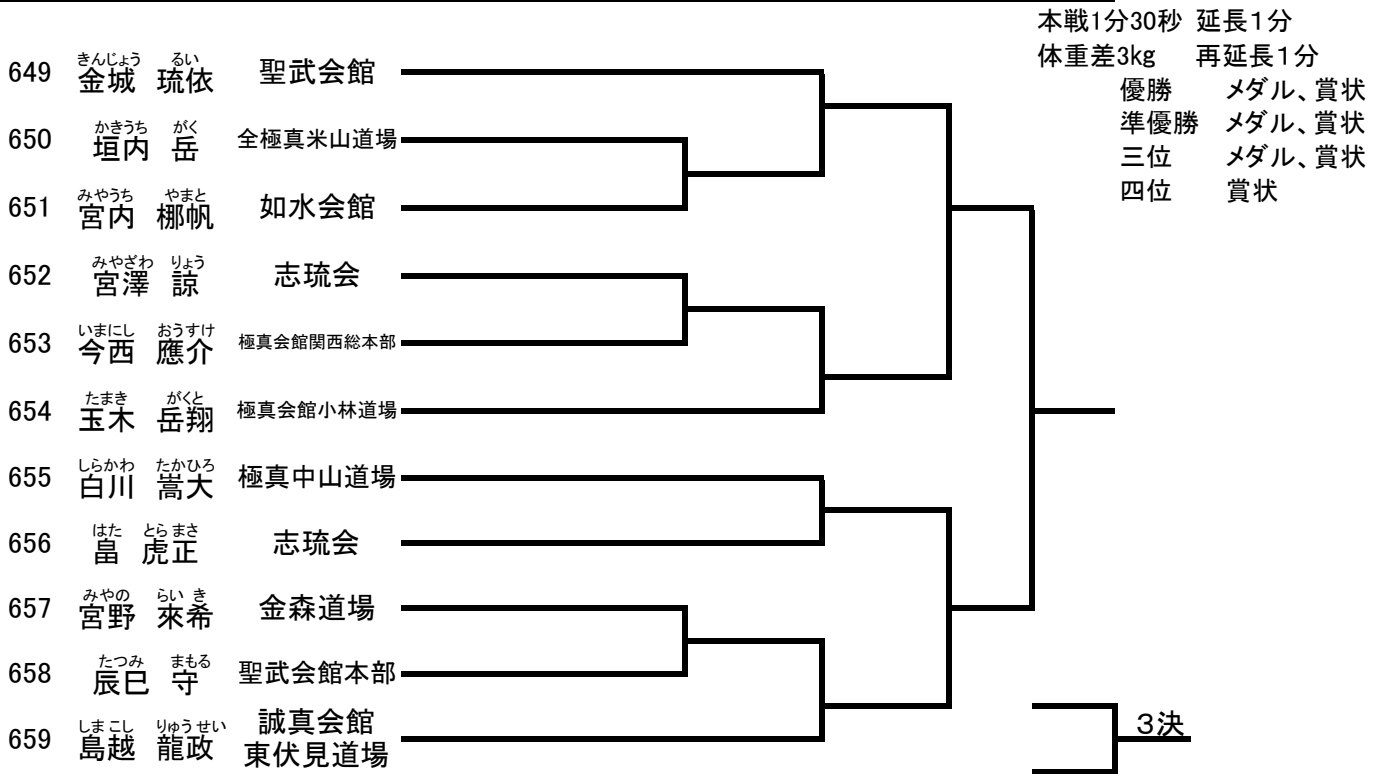 本戦1分30秒 延長1分
体重差3kg 再延長1分
優勝 メダル、賞状
準優勝 メダル、賞状
三位 メダル、賞状
四位 賞状
きんじょう るい
649 金城 琉依 聖武会館
かきうち がく
650 垣内 岳 全極真米山道場
みやうち やまと
651 宮内 梛帆 如水会館
みやざわ りょう
652 宮澤 諒 志琉会
いまにし おうすけ
653 今西 應介 極真会館関西総本部
たまき がくと
654 玉木 岳翔 極真会館小林道場
しらかわ たかひろ
655 白川 嵩大 極真中山道場
はた とらまさ
656 畠 虎正 志琉会
みやの らいき
657 宮野 來希 金森道場
たつみ まもる
658 辰巳 守 聖武会館本部
しまこし りゅうせい
659 島越 龍政 誠真会館
東伏見道場
3決